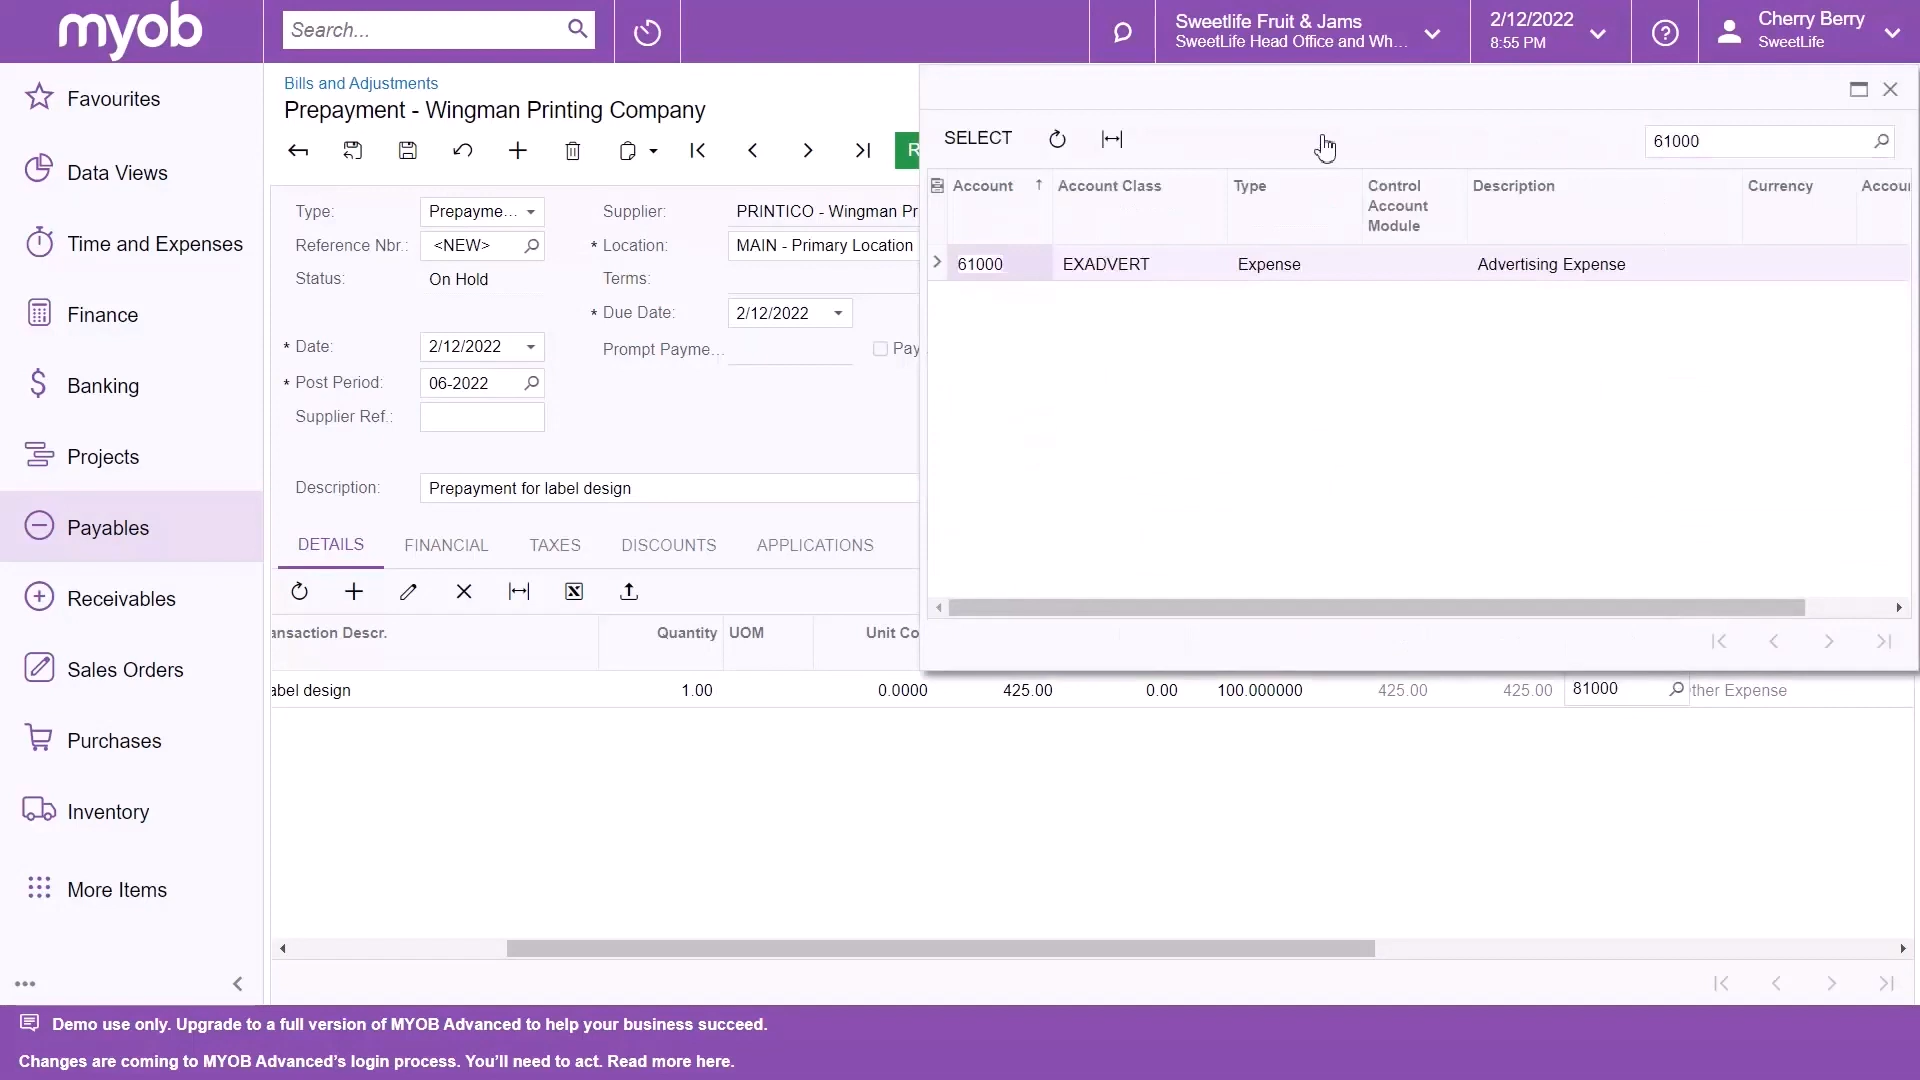 myob
Search...
Sweetlife Fruit & Jams
SweetLife Head Office and Wh...
2/12/2022
8:55 PM
Cherry Berry
SweetLife
Favourites
Data Views
Time and Expenses
Finance
Banking
Projects
Payables
Receivables
Sales Orders
Purchases
Inventory
More Items
Bills and Adjustments
Prepayment - Wingman Printing Company
R
Type:
Prepayme...
Supplier:
PRINTICO - Wingman Pr
Reference Nbr.:
<NEW>
* Location:
MAIN - Primary Location
Status:
On Hold
Terms:
* Due Date:
2/12/2022
* Date:
2/12/2022
Prompt Payme...
Pay
* Post Period:
06-2022
Supplier Ref.:
Description:
Prepayment for label design
DETAILS FINANCIAL TAXES DISCOUNTS APPLICATIONS
ansaction Descr. Quantity UOM Unit Co
abel design 1.00 0.0000 425.00 0.00 100.000000 425.00 425.00 81000 ther Expense
SELECT
61000
Account Account Class Type Control Account Module Description Currency Accou
61000 EXADVERT Expense Advertising Expense
Demo use only. Upgrade to a full version of MYOB Advanced to help your business succeed.
Changes are coming to MYOB Advanced’s login process. You’ll need to act. Read more here.